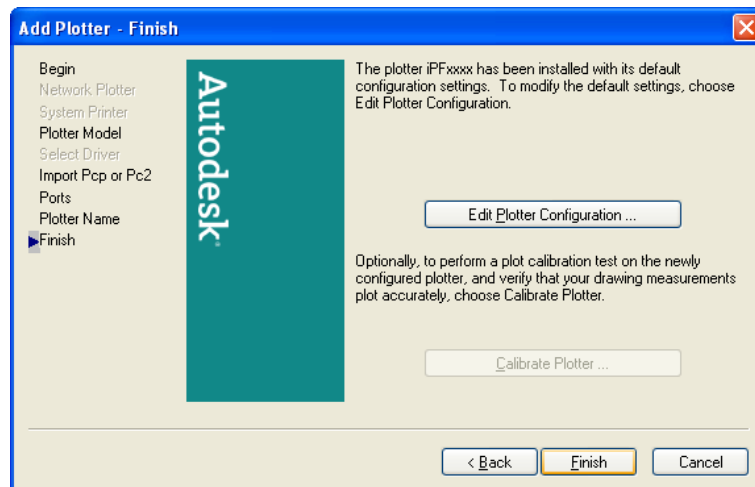 Add Plotter - Finish
Begin
Network Plotter
System Printer
Plotter Model
Select Driver
Import Pcp or Pc2
Ports
Plotter Name
Finish
Autodesk
The plotter iPFxxxx has been installed with its default
configuration settings. To modify the default settings, choose
Edit Plotter Configuration.
Edit Plotter Configuration ...
Optionally, to perform a plot calibration test on the newly
configured plotter, and verify that your drawing measurements
plot accurately, choose Calibrate Plotter.
Calibrate Plotter ...
< Back
Finish
Cancel